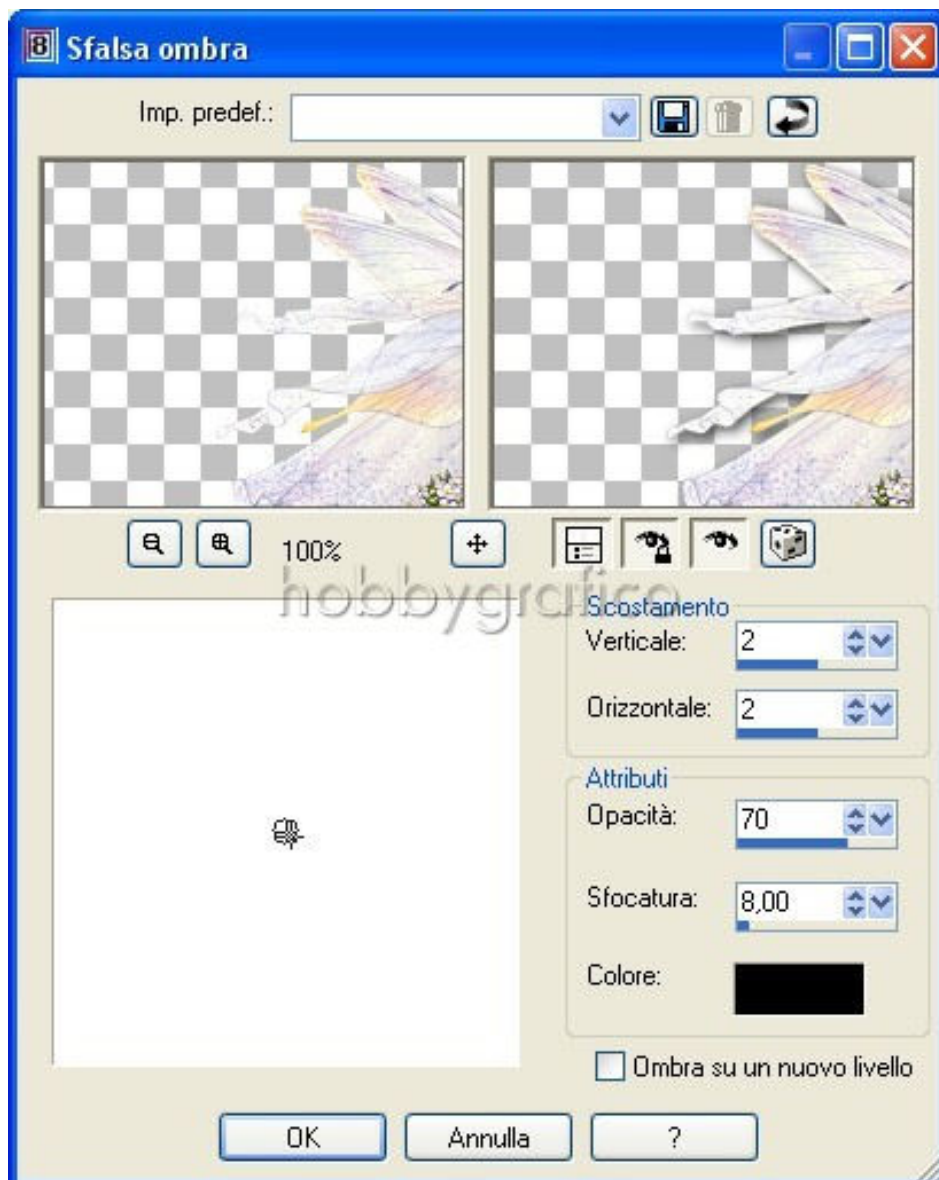 8 Sfalsa ombra
Imp. predef.:
100%
hobbygrafico
Scostamento
Verticale: 2
Orizzontale: 2
Attributi
Opacità: 70
Sfocatura: 8,00
Colore:
Ombra su un nuovo livello
OK Annulla ?